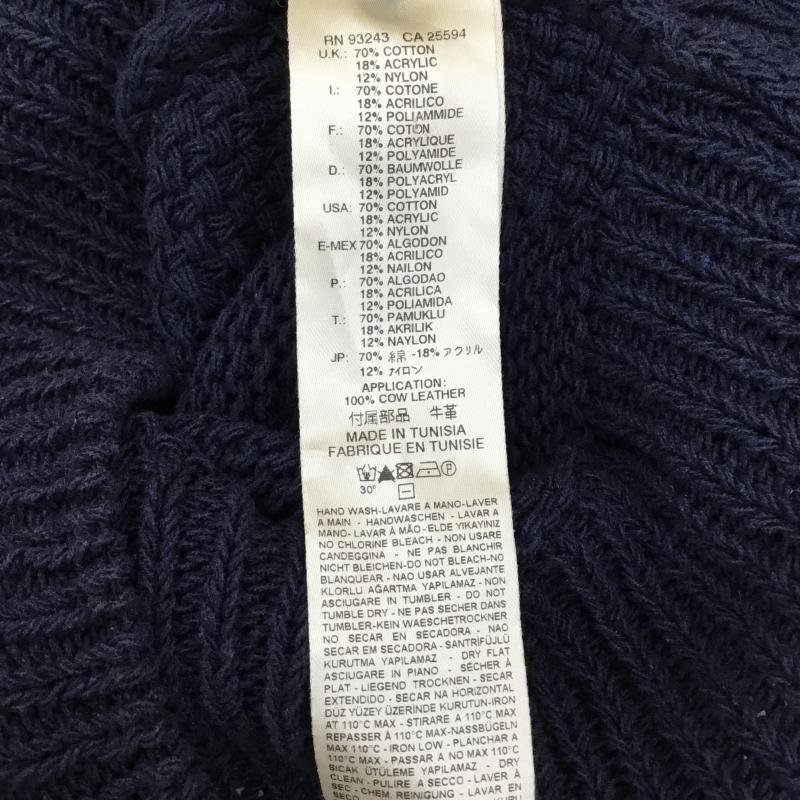 RN 93243 CA 25594
U.K.: 70% COTTON
18% ACRYLIC
12% NYLON
I.: 70% COTONE
18% ACRILICO
12% POLIAMMIDE
F.: 70% COTON
18% ACRYLIQUE
12% POLYAMIDE
D.: 70% BAUMWOLLE
18% POLYACRYL
12% POLYAMID
USA: 70% COTTON
18% ACRYLIC
12% NYLON
E-MEX 70% ALGODON
18% ACRILICO
12% NAILON
P.: 70% ALGODAO
18% ACRILICA
12% POLIAMIDA
T.: 70% PAMUKLU
18% AKRILIK
12% NAYLON
JP: 70% 綿 -18% アクリル
12% ナイロン
APPLICATION:
100% COW LEATHER
付属部品 牛革
MADE IN TUNISIA
FABRIQUE EN TUNISIE
30°
HAND WASH-LAVARE A MANO-LAVER
A MAIN - HANDWASCHEN - LAVAR A
MANO- LAVAR À MÃO - ELDE YIKAYINIZ
NO CHLORINE BLEACH - NON USARE
CANDEGGINA - NE PAS BLANCHIR
NICHT BLEICHEN-DO NOT BLEACH-NO
BLANQUEAR - NAO USAR ALVEJANTE
KLORLU AĞARTMA YAPILAMAZ - NON
ASCIUGARE IN TUMBLER - DO NOT
TUMBLE DRY - NE PAS SECHER DANS
TUMBLER-KEIN WAESCHETROCKNER
NO SECAR EN SECADORA - NAO
SECAR EM SECADORA - SANTRİFÜJLÜ
KURUTMA YAPILAMAZ - DRY FLAT
ASCIUGARE IN PIANO - SÉCHER À
PLAT - LIEGEND TROCKNEN - SECAR
EXTENDIDO - SECAR NA HORIZONTAL
DÜZ YÜZEY ÜZERİNDE KURUTUN-IRON
AT 110°C MAX - STIRARE A 110°C MAX
REPASSER À 110°C MAX-NASSBÜGELN
MAX 110°C - IRON LOW - PLANCHAR A
110°C MAX - PASSAR A NO MAX 110°C
SICAK ÜTÜLEME YAPILAMAZ - DRY
CLEAN - PULIRE A SECCO - LAVER À
SEC - CHEM. REINIGUNG - LAVAR EN